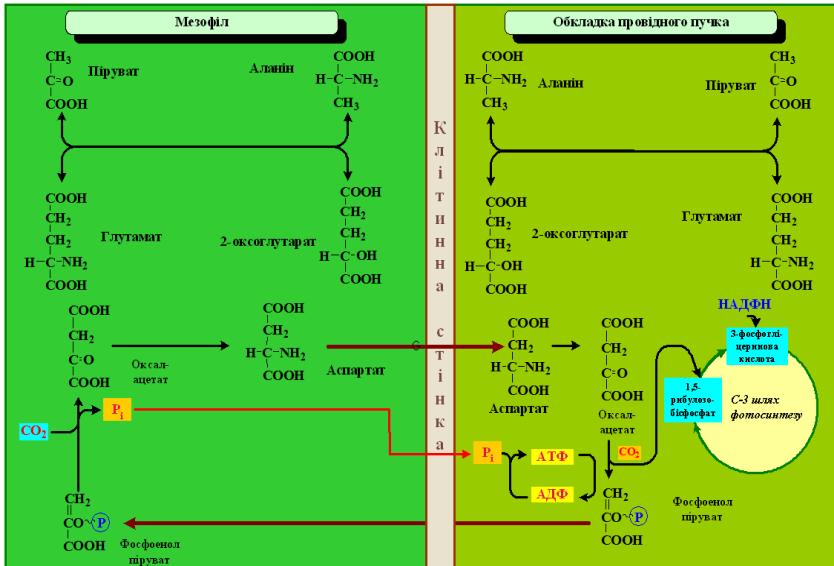 Мезофіл
Обкладка провідного пучка
Клітинна стінка
CH3
C=O
COOH
Піруват
Аланін
COOH
H-C-NH2
CH3
COOH
H-C-NH2
CH3
Аланін
Піруват
CH3
C=O
COOH
COOH
CH2
CH2
H-C-NH2
COOH
Глутамат
2-оксоглутарат
COOH
CH2
CH2
H-C-OH
COOH
COOH
CH2
CH2
H-C-OH
COOH
2-оксоглутарат
Глутамат
COOH
CH2
CH2
H-C-NH2
COOH
COOH
CH2
C=O
COOH
Оксал-
ацетат
COOH
CH2
H-C-NH2
COOH
Аспартат
б
COOH
CH2
H-C-NH2
COOH
Аспартат
COOH
CH2
C=O
COOH
Оксал-
ацетат
НАДФН
3-фосфоглі-
церинова
кислота
1,5-
рибулозо-
бісфосфат
С-3 шлях
фотосинтезу
CO2
Pi
Pi
АТФ
АДФ
CO2
CH2
CO~P
COOH
Фосфоенол
піруват
CH2
CO~P
COOH
Фосфоенол
піруват